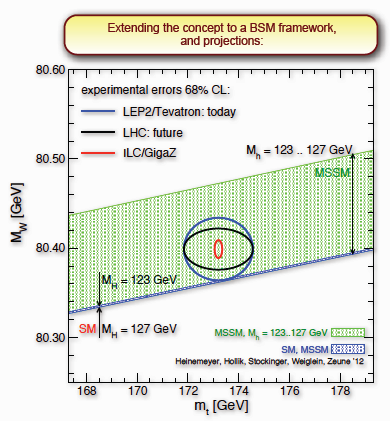 Extending the concept to a BSM framework,
and projections:
80.60
80.50
80.40
80.30
M_W [GeV]
experimental errors 68% CL:
LEP2/Tevatron: today
LHC: future
ILC/GigaZ
M_h = 123 .. 127 GeV
MSSM
M_H = 123 GeV
SM M_H = 127 GeV
MSSM, M_h = 123..127 GeV
SM, MSSM
Heinemeyer, Hollik, Stockinger, Weiglein, Zeune '12
168 170 172 174 176 178
m_t [GeV]